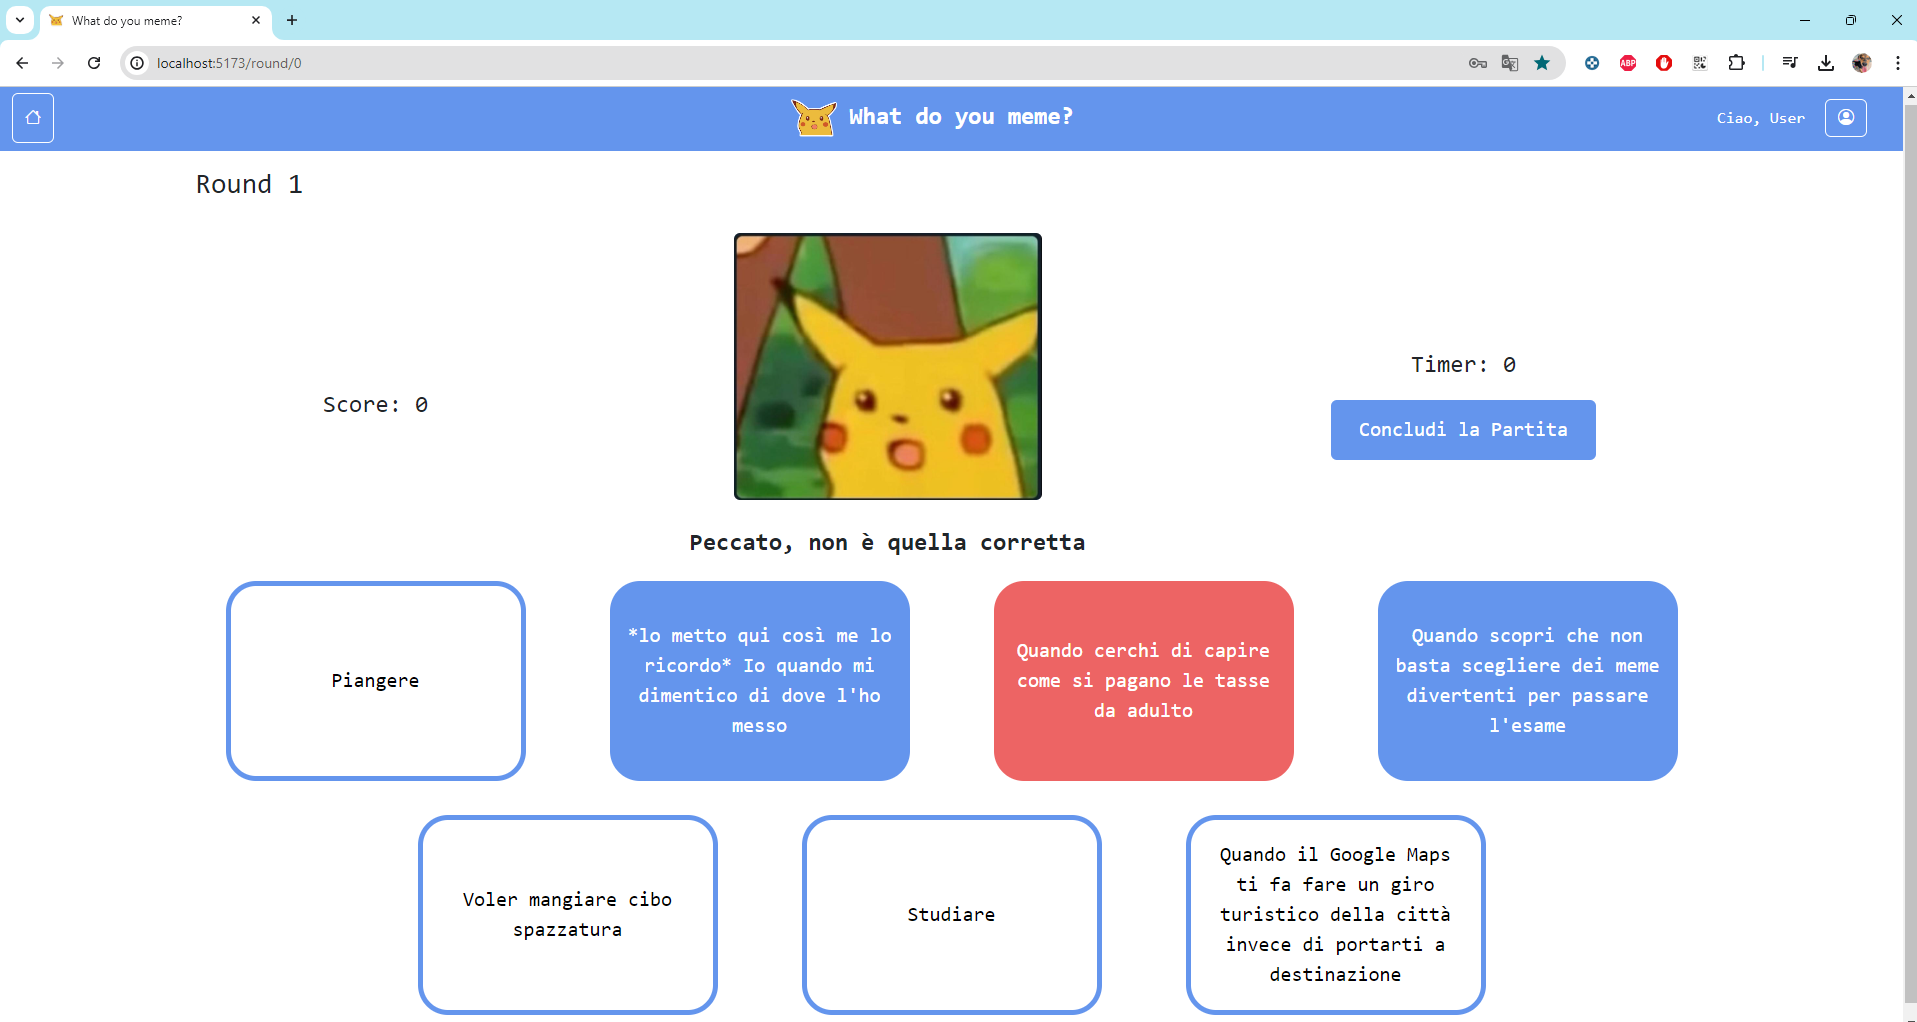 What do you meme?
localhost:5173/round/0
ABP
What do you meme?
Ciao, User
Round 1
Score: 0
Timer: 0
Concludi la Partita
Peccato, non è quella corretta
Piangere
*lo metto qui così me lo
ricordo* Io quando mi
dimentico di dove l'ho
messo
Quando cerchi di capire
come si pagano le tasse
da adulto
Quando scopri che non
basta scegliere dei meme
divertenti per passare
l'esame
Voler mangiare cibo
spazzatura
Studiare
Quando il Google Maps
ti fa fare un giro
turistico della città
invece di portarti a
destinazione